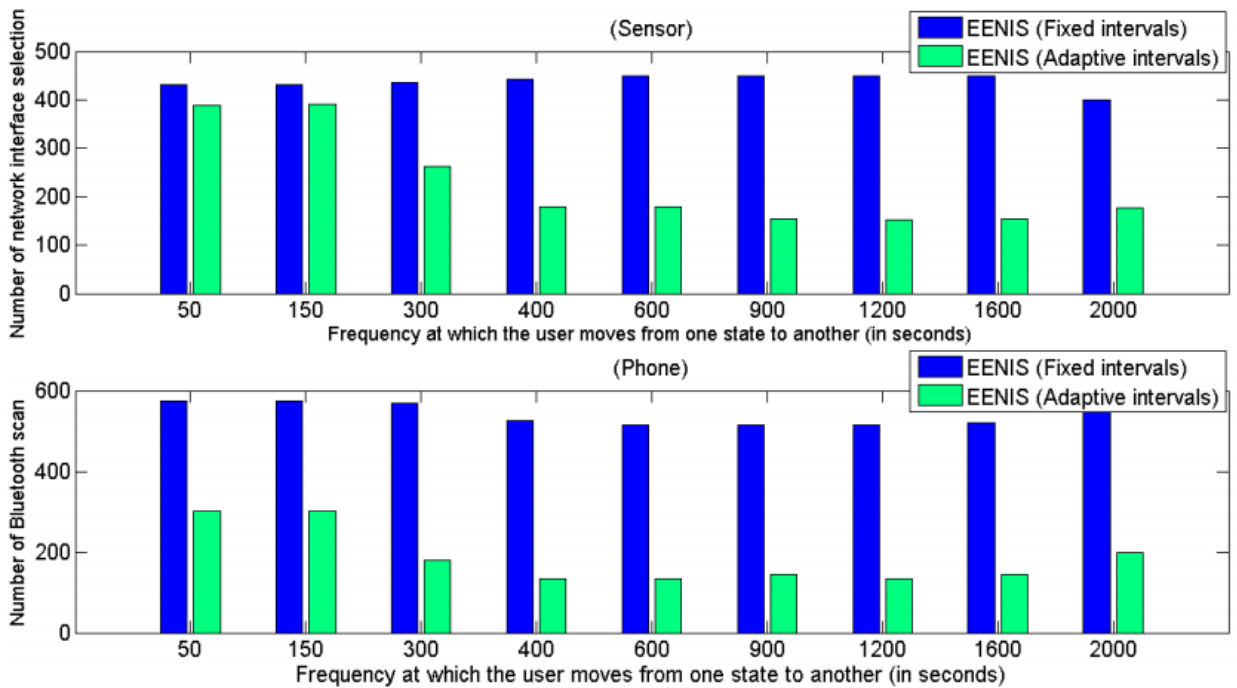 (Sensor)
EENIS (Fixed intervals)
EENIS (Adaptive intervals)
Number of network interface selection
500
400
300
200
100
0
50 150 300 400 600 900 1200 1600 2000
Frequency at which the user moves from one state to another (in seconds)
(Phone)
EENIS (Fixed intervals)
EENIS (Adaptive intervals)
Number of Bluetooth scan
600
400
200
0
50 150 300 400 600 900 1200 1600 2000
Frequency at which the user moves from one state to another (in seconds)